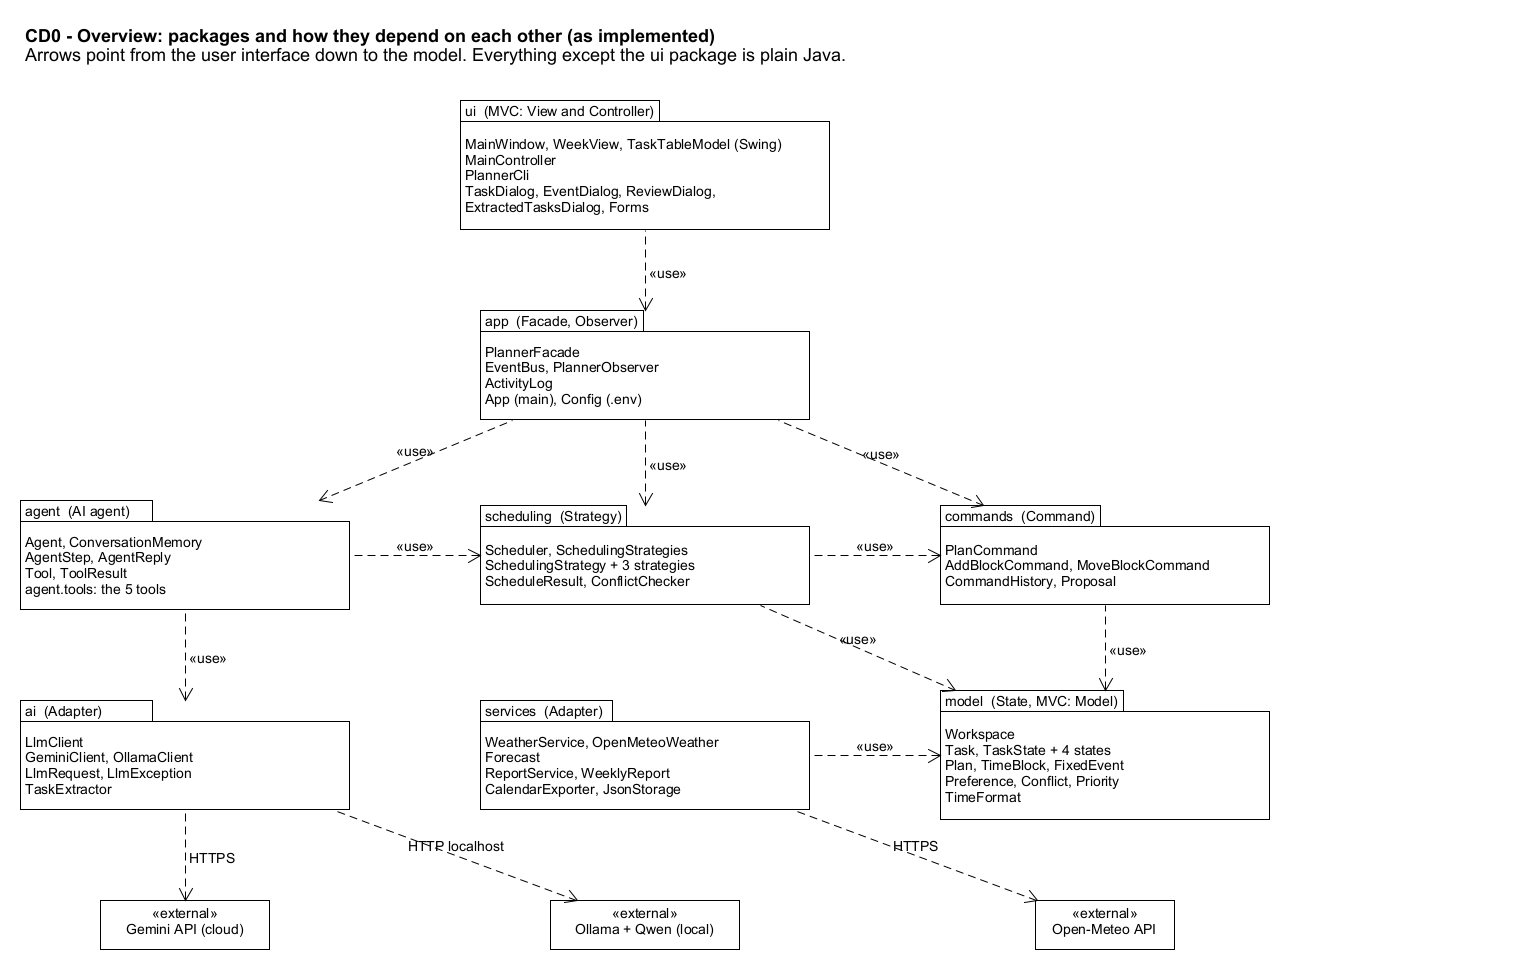 CD0 - Overview: packages and how they depend on each other (as implemented)
Arrows point from the user interface down to the model. Everything except the ui package is plain Java.
ui (MVC: View and Controller)
MainWindow, WeekView, TaskTableModel (Swing)
MainController
PlannerCli
TaskDialog, EventDialog, ReviewDialog,
ExtractedTasksDialog, Forms
«use»
app (Facade, Observer)
PlannerFacade
EventBus, PlannerObserver
ActivityLog
App (main), Config (.env)
«use»
«use»
«use»
agent (AI agent)
Agent, ConversationMemory
AgentStep, AgentReply
Tool, ToolResult
agent.tools: the 5 tools
«use»
scheduling (Strategy)
Scheduler, SchedulingStrategies
SchedulingStrategy + 3 strategies
ScheduleResult, ConflictChecker
«use»
commands (Command)
PlanCommand
AddBlockCommand, MoveBlockCommand
CommandHistory, Proposal
«use»
«use»
«use»
ai (Adapter)
LlmClient
GeminiClient, OllamaClient
LlmRequest, LlmException
TaskExtractor
services (Adapter)
WeatherService, OpenMeteoWeather
Forecast
ReportService, WeeklyReport
CalendarExporter, JsonStorage
«use»
model (State, MVC: Model)
Workspace
Task, TaskState + 4 states
Plan, TimeBlock, FixedEvent
Preference, Conflict, Priority
TimeFormat
HTTPS
HTTP localhost
HTTPS
«external»
Gemini API (cloud)
«external»
Ollama + Qwen (local)
«external»
Open-Meteo API